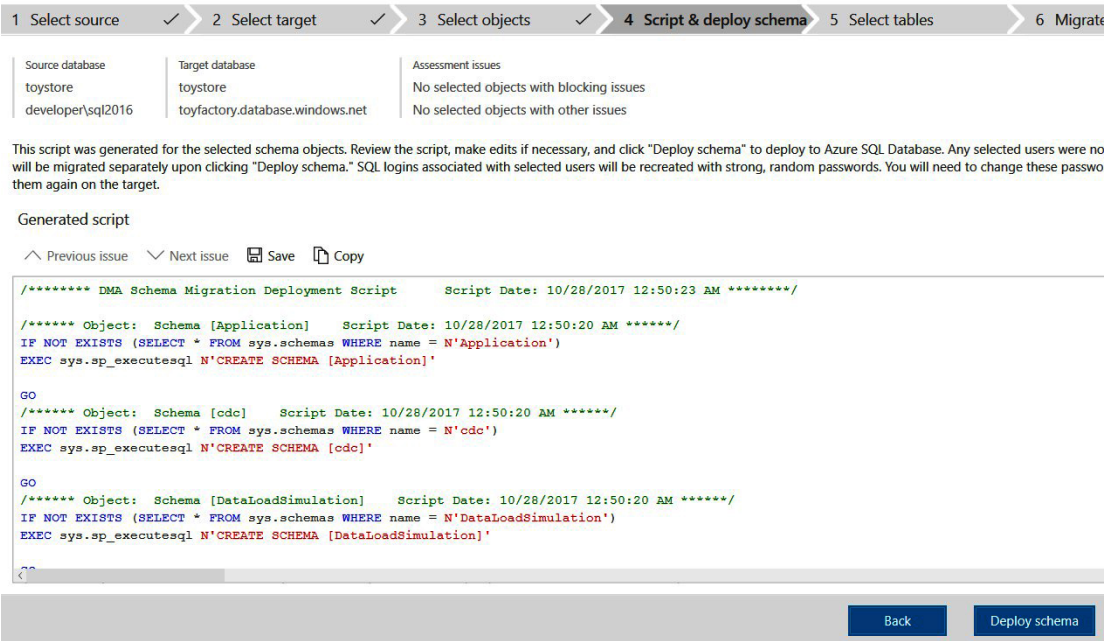 1 Select source
2 Select target
3 Select objects
4 Script & deploy schema
5 Select tables
6 Migrate
Source database
toystore
developer\sql2016
Target database
toystore
toyfactory.database.windows.net
Assessment issues
No selected objects with blocking issues
No selected objects with other issues
This script was generated for the selected schema objects. Review the script, make edits if necessary, and click "Deploy schema" to deploy to Azure SQL Database. Any selected users were no
will be migrated separately upon clicking "Deploy schema." SQL logins associated with selected users will be recreated with strong, random passwords. You will need to change these passwo
them again on the target.
Generated script
Previous issue Next issue Save Copy
/******** DMA Schema Migration Deployment Script Script Date: 10/28/2017 12:50:23 AM ********/
/****** Object: Schema [Application] Script Date: 10/28/2017 12:50:20 AM ******/
IF NOT EXISTS (SELECT * FROM sys.schemas WHERE name = N'Application')
EXEC sys.sp_executesql N'CREATE SCHEMA [Application]'
GO
/****** Object: Schema [cdc] Script Date: 10/28/2017 12:50:20 AM ******/
IF NOT EXISTS (SELECT * FROM sys.schemas WHERE name = N'cdc')
EXEC sys.sp_executesql N'CREATE SCHEMA [cdc]'
GO
/****** Object: Schema [DataLoadSimulation] Script Date: 10/28/2017 12:50:20 AM ******/
IF NOT EXISTS (SELECT * FROM sys.schemas WHERE name = N'DataLoadSimulation')
EXEC sys.sp_executesql N'CREATE SCHEMA [DataLoadSimulation]'
Back
Deploy schema